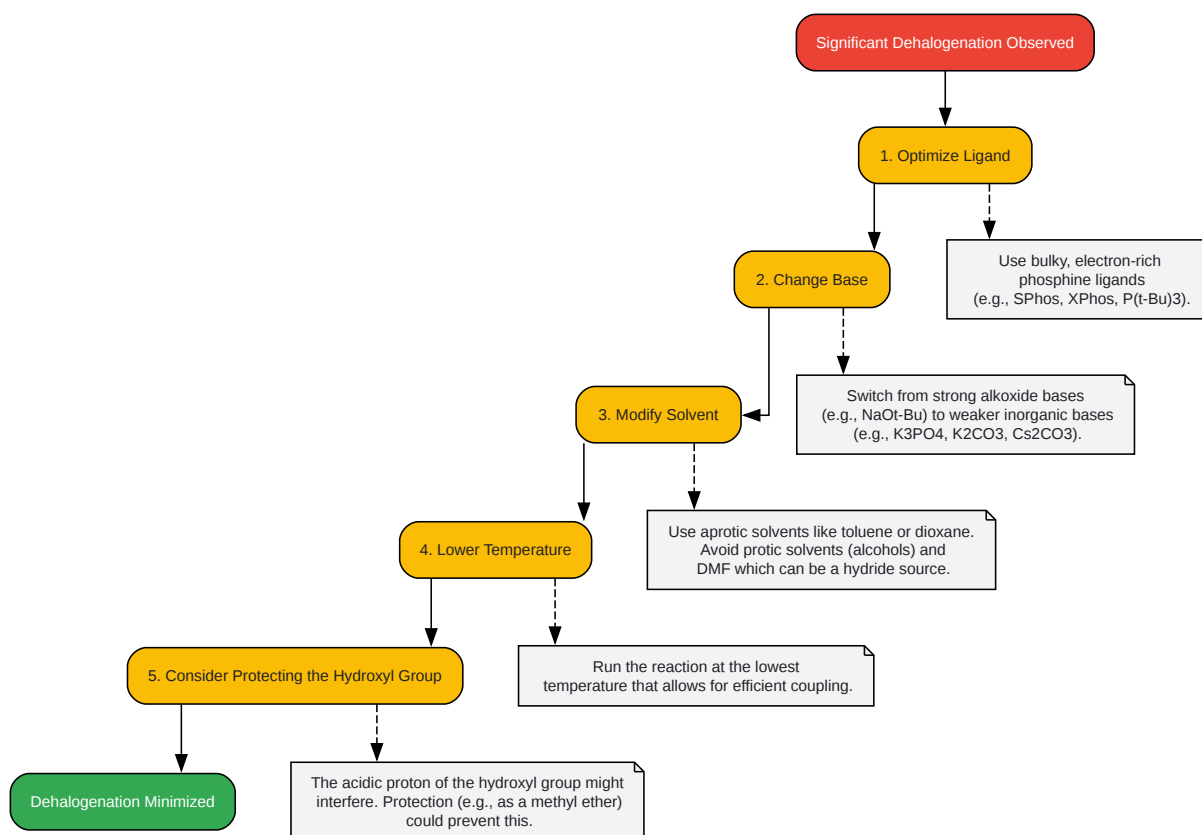 Significant Dehalogenation Observed
1. Optimize Ligand
Use bulky, electron-rich
phosphine ligands
(e.g., SPhos, XPhos, P(t-Bu)3).
2. Change Base
Switch from strong alkoxide bases
(e.g., NaOt-Bu) to weaker inorganic bases
(e.g., K3PO4, K2CO3, Cs2CO3).
3. Modify Solvent
Use aprotic solvents like toluene or dioxane.
Avoid protic solvents (alcohols) and
DMF which can be a hydride source.
4. Lower Temperature
Run the reaction at the lowest
temperature that allows for efficient coupling.
5. Consider Protecting the Hydroxyl Group
The acidic proton of the hydroxyl group might
interfere. Protection (e.g., as a methyl ether)
could prevent this.
Dehalogenation Minimized